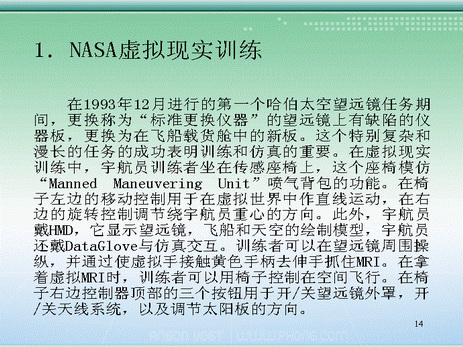 1. NASA虚拟现实训练
在1993年12月进行的第一个哈伯太空望远镜任务期
间，更换称为“标准更换仪器”的望远镜上有缺陷的仪
器板，更换为在飞船载货舱中的新板。这个特别复杂和
漫长的任务的成功表明训练和仿真的重要。在虚拟现实
训练中，宇航员训练者坐在传感座椅上，这个座椅模仿
“Manned Maneuvering Unit”喷气背包的功能。在椅
子左边的移动控制用于在虚拟世界中作直线运动，在右
边的旋转控制调节绕宇航员重心的方向。此外，宇航员
戴HMD，它显示望远镜，飞船和天空的绘制模型，宇航员
还戴DataGlove与仿真交互。训练者可以在望远镜周围操
纵，并通过使虚拟手接触黄色手柄去伸手抓住MRI。在拿
着虚拟MRI时，训练者可以用椅子控制在空间飞行。在椅
子右边控制器顶部的三个按钮用于开/关望远镜外罩，开
/关天线系统，以及调节太阳板的方向。
14